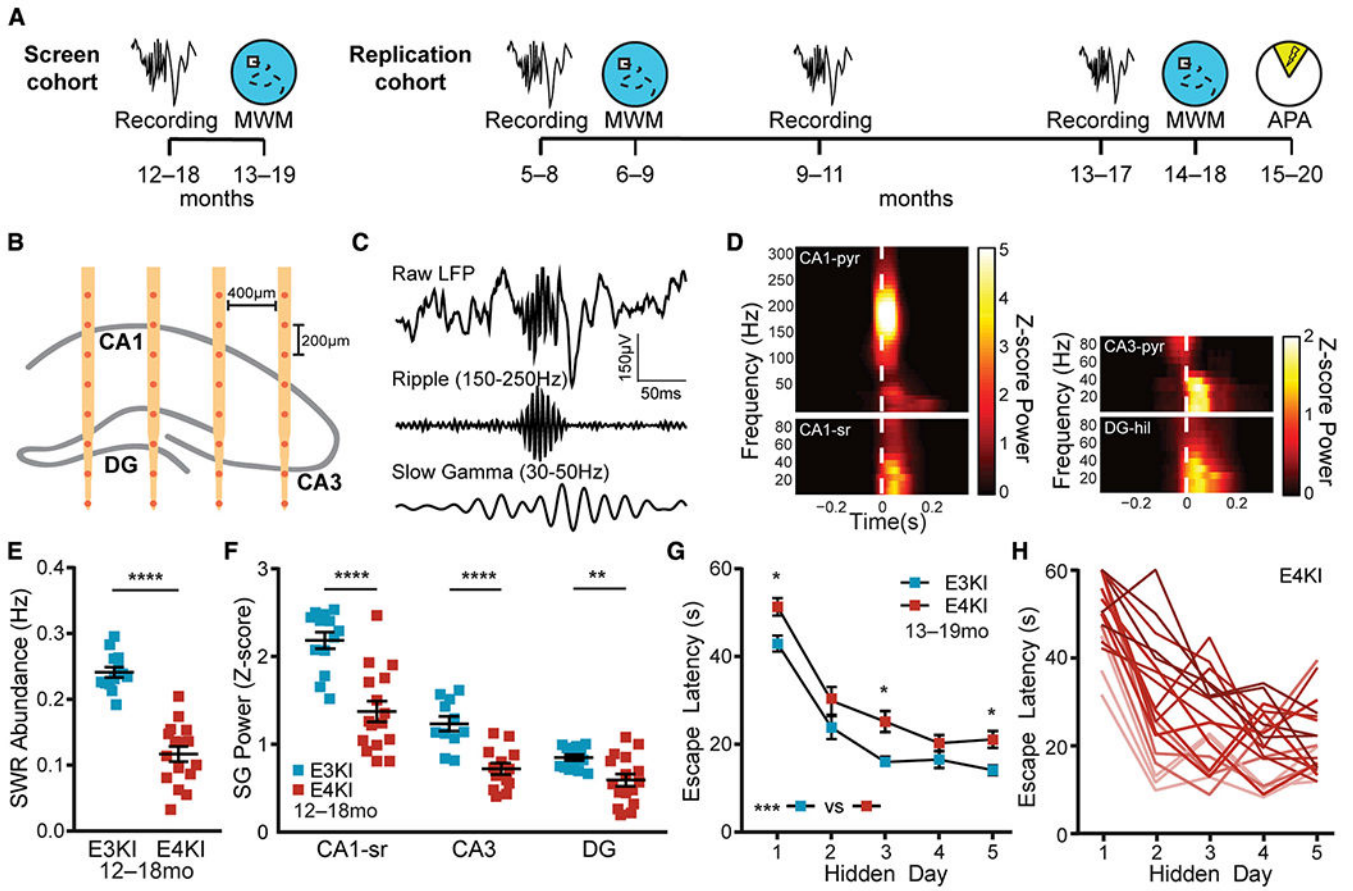 A
Screen cohort
Recording
MWM
12–18
13–19
months
Replication cohort
Recording
MWM
Recording
Recording
MWM
APA
5–8
6–9
9–11
13–17
14–18
15–20
months
B
400µm
200µm
CA1
DG
CA3
C
Raw LFP
150µV
50ms
Ripple (150-250Hz)
Slow Gamma (30-50Hz)
D
CA1-pyr
300
250
200
150
100
50
CA1-sr
80
60
40
20
Frequency (Hz)
−0.2
0
0.2
Time(s)
5
4
3
2
1
0
Z-score Power
CA3-pyr
80
60
40
20
DG-hil
80
60
40
20
Frequency (Hz)
−0.2
0
0.2
2
1
0
Z-score Power
E
SWR Abundance (Hz)
0.4
0.3
0.2
0.1
0.0
****
E3KI
E4KI
12–18mo
F
SG Power (Z-score)
3
2
1
0
****
****
**
E3KI
E4KI
12–18mo
CA1-sr
CA3
DG
G
Escape Latency (s)
60
40
20
0
*
*
*
E3KI
E4KI
13–19mo
*** vs
1
2
3
4
5
Hidden Day
H
E4KI
Escape Latency (s)
60
40
20
0
1
2
3
4
5
Hidden Day